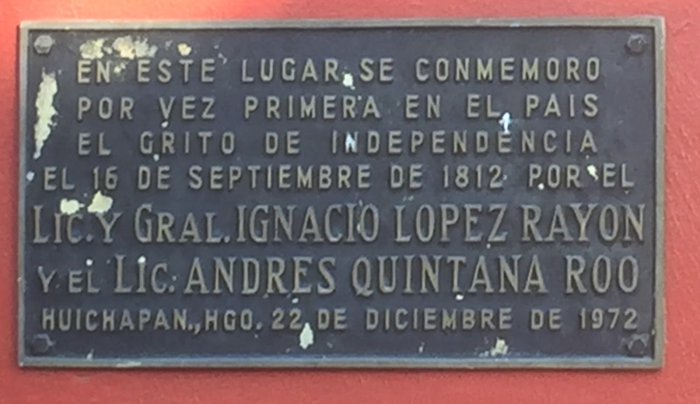 EN ESTE LUGAR SE CONMEMORO
POR VEZ PRIMERA EN EL PAIS
EL GRITO DE INDEPENDENCIA
EL 16 DE SEPTIEMBRE DE 1812 POR EL
LIC. Y GRAL. IGNACIO LOPEZ RAYON
Y EL LIC. ANDRES QUINTANA ROO
HUICHAPAN., HGO. 22 DE DICIEMBRE DE 1972